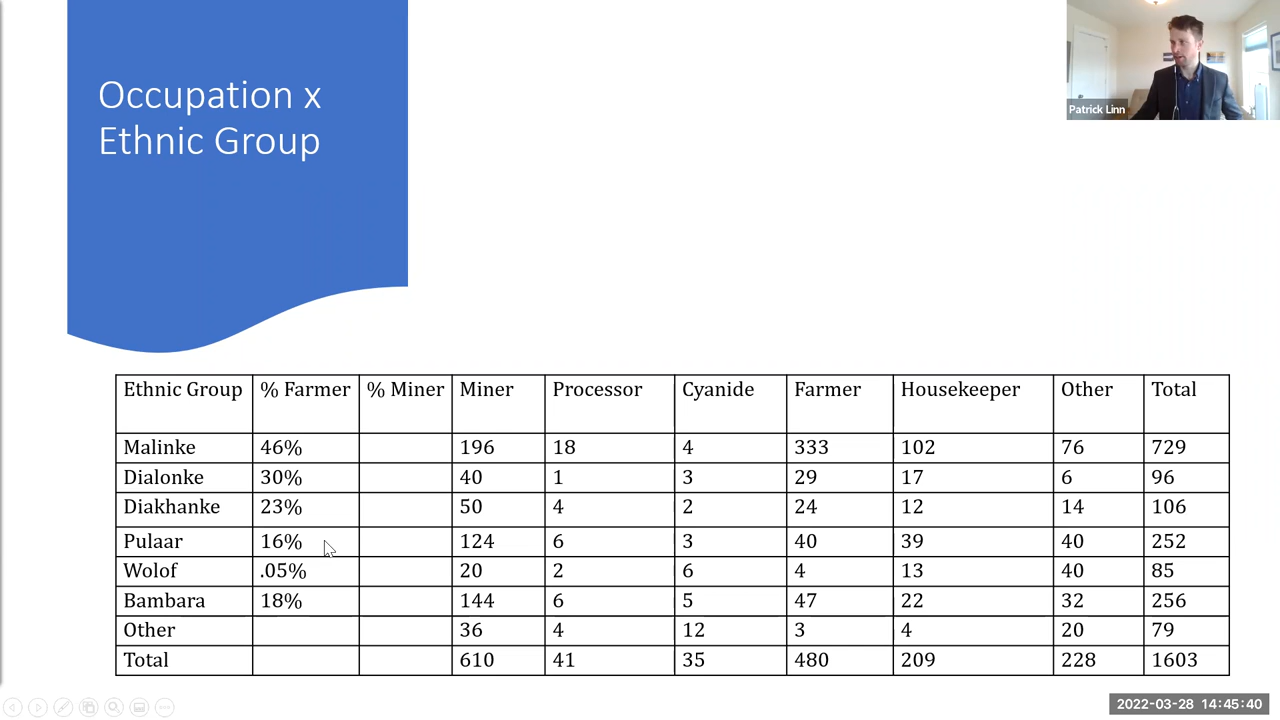 Occupation x
Ethnic Group
Patrick Linn
Ethnic Group % Farmer % Miner Miner Processor Cyanide Farmer Housekeeper Other Total
Malinke 46% 196 18 4 333 102 76 729
Dialonke 30% 40 1 3 29 17 6 96
Diakhanke 23% 50 4 2 24 12 14 106
Pulaar 16% 124 6 3 40 39 40 252
Wolof .05% 20 2 6 4 13 40 85
Bambara 18% 144 6 5 47 22 32 256
Other 36 4 12 3 4 20 79
Total 610 41 35 480 209 228 1603
2022-03-28 14:45:40